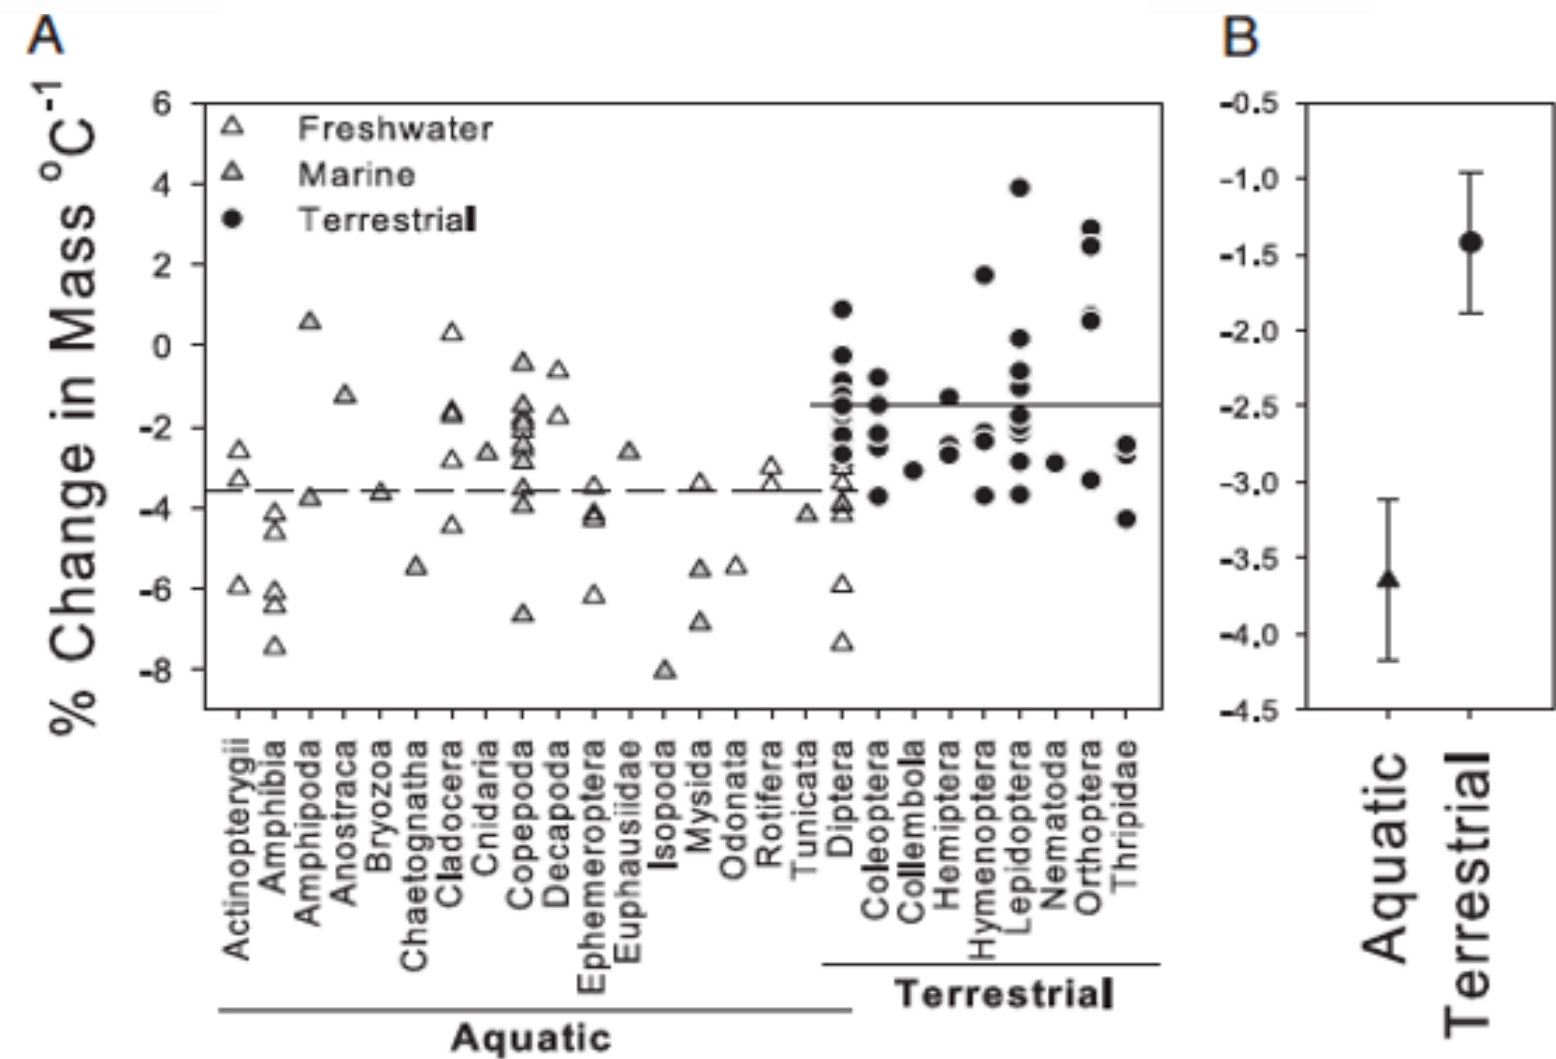 A
B
% Change in Mass °C-1
6
4
2
0
-2
-4
-6
-8
Freshwater
Marine
Terrestrial
Actinopterygii
Amphibia
Amphipoda
Anostraca
Bryozoa
Chaetognatha
Cladocera
Cnidaria
Copepoda
Decapoda
Ephemeroptera
Euphausiidae
Isopoda
Mysida
Odonata
Rotifera
Tunicata
Diptera
Coleoptera
Collembola
Hemiptera
Hymenoptera
Lepidoptera
Nematoda
Orthoptera
Thripidae
Aquatic
Terrestrial
-0.5
-1.0
-1.5
-2.0
-2.5
-3.0
-3.5
-4.0
-4.5
Aquatic
Terrestrial